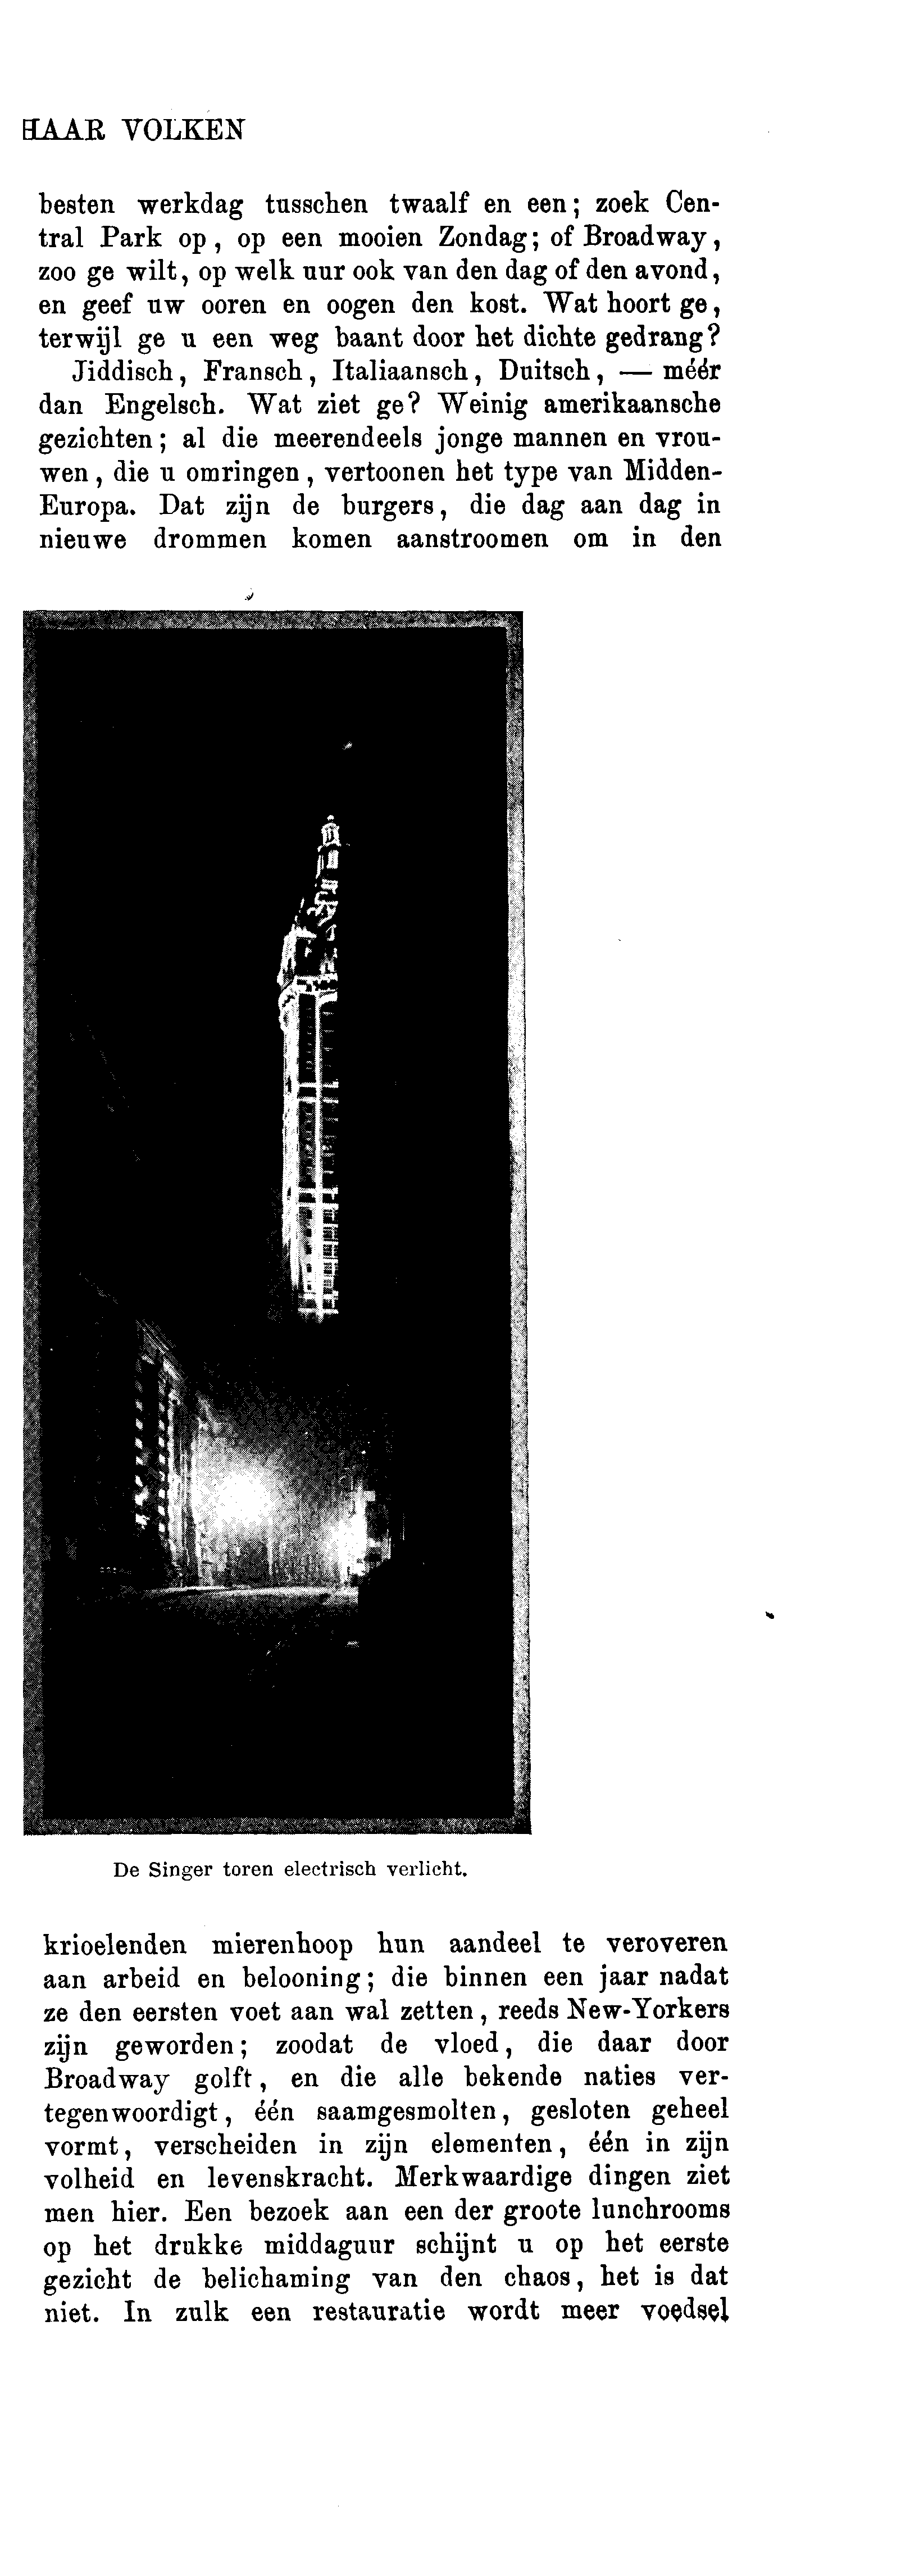 HAAR VOLKEN
besten werkdag tusschen twaalf en een; zoek Cen-
tral Park op, op een mooien Zondag; of Broadway,
zoo ge wilt, op welk uur ook van den dag of den avond,
en geef uw ooren en oogen den kost. Wat hoort ge,
terwijl ge u een weg baant door het dichte gedrang?
Jiddisch, Fransch, Italiaansch, Duitsch, — méér
dan Engelsch. Wat ziet ge? Weinig amerikaansche
gezichten; al die meerendeels jonge mannen en vrou-
wen, die u omringen, vertoonen het type van Midden-
Europa. Dat zijn de burgers, die dag aan dag in
nieuwe drommen komen aanstroomen om in den
De Singer toren electrisch verlicht.
krioelenden mierenhoop hun aandeel te veroveren
aan arbeid en belooning; die binnen een jaar nadat
ze den eersten voet aan wal zetten, reeds New-Yorkers
zijn geworden; zoodat de vloed, die daar door
Broadway golft, en die alle bekende naties ver-
tegenwoordigt, één saamgesmolten, gesloten geheel
vormt, verscheiden in zijn elementen, één in zijn
volheid en levenskracht. Merkwaardige dingen ziet
men hier. Een bezoek aan een der groote lunchrooms
op het drukke middaguur schijnt u op het eerste
gezicht de belichaming van den chaos, het is dat
niet. In zulk een restauratie wordt meer voedsel